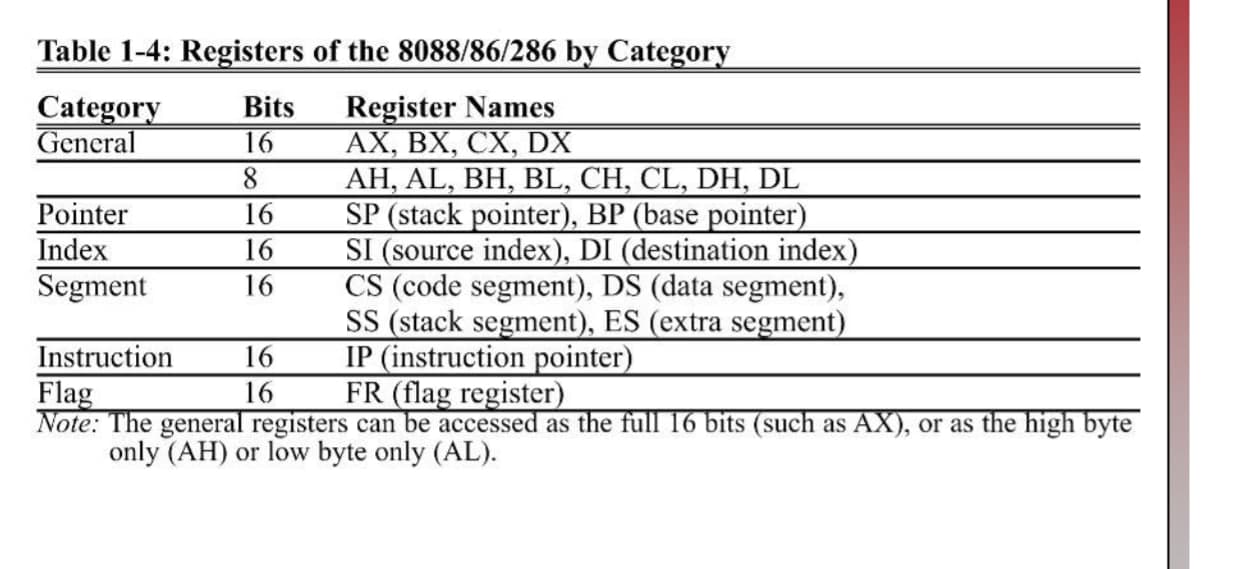 Table 1-4: Registers of the 8088/86/286 by Category
Category Bits Register Names
General 16 AX, BX, CX, DX
8 AH, AL, BH, BL, CH, CL, DH, DL
Pointer 16 SP (stack pointer), BP (base pointer)
Index 16 SI (source index), DI (destination index)
Segment 16 CS (code segment), DS (data segment),
SS (stack segment), ES (extra segment)
Instruction 16 IP (instruction pointer)
Flag 16 FR (flag register)
Note: The general registers can be accessed as the full 16 bits (such as AX), or as the high byte
only (AH) or low byte only (AL).